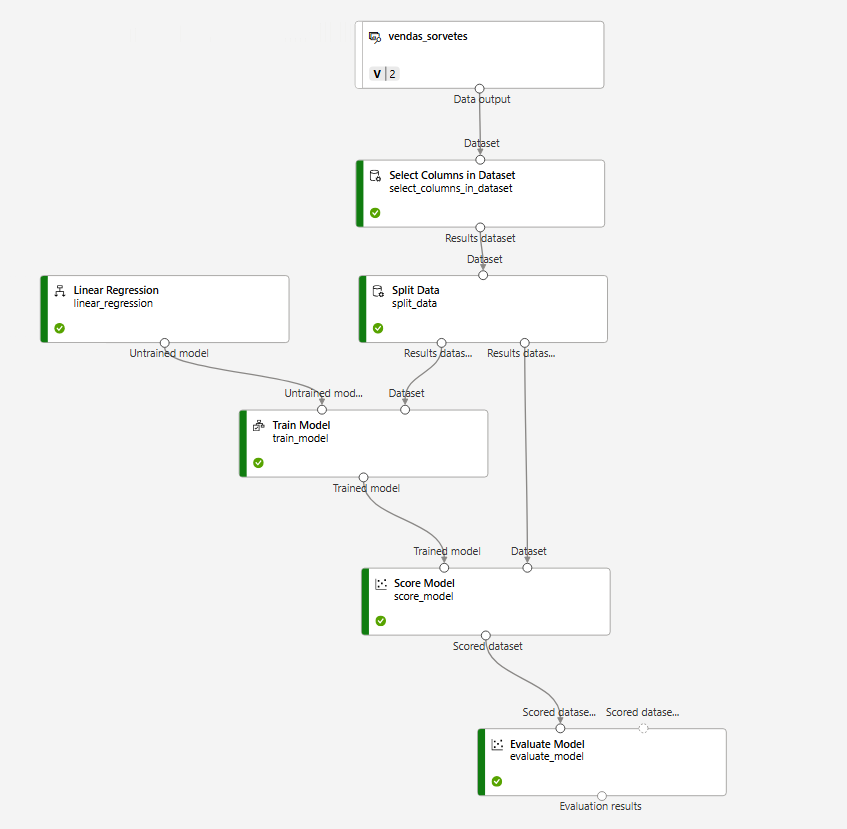 vendas_sorvetes
V 2
Data output
Dataset
Select Columns in Dataset
select_columns_in_dataset
Results dataset
Dataset
Linear Regression
linear_regression
Split Data
split_data
Untrained model
Results datas...
Results datas...
Untrained mod...
Dataset
Train Model
train_model
Trained model
Trained model
Dataset
Score Model
score_model
Scored dataset
Scored datase...
Scored datase...
Evaluate Model
evaluate_model
Evaluation results